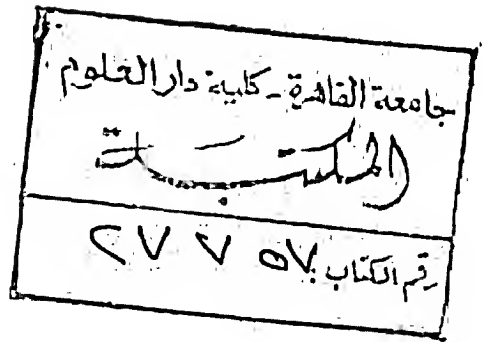 جامعة القاهرة - كلية دار العلوم
المكتبة
رقم الكتاب: ٢٧٧٥٧